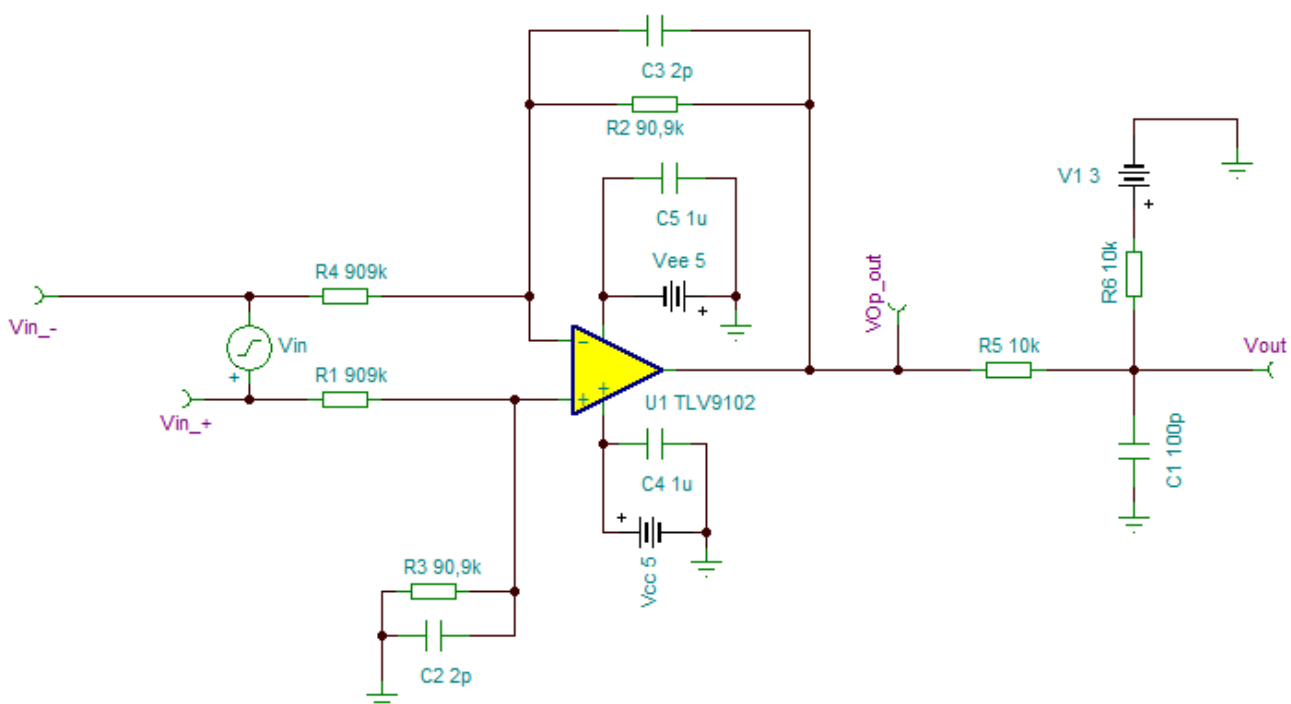 C3 2p
R2 90,9k
V1 3
+
C5 1u
R4 909k
Vee 5
+
R6 10k
VOp_out
Vin_-
Vin
+
R1 909k
Vin_+
−
+
+
U1 TLV9102
R5 10k
Vout
C4 1u
+
Vcc 5
C1 100p
R3 90,9k
C2 2p